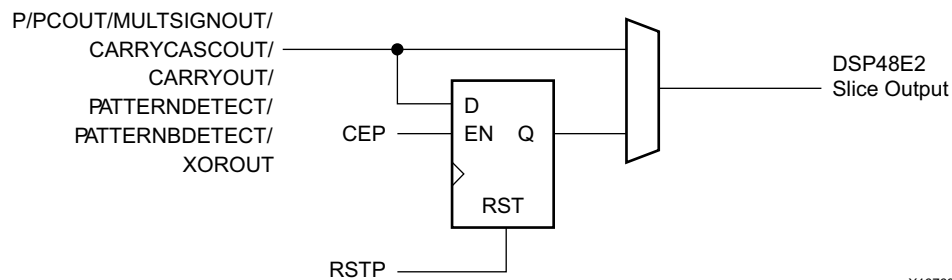 P/PCOUT/MULTSIGNOUT/
CARRYCASCOUT/
CARRYOUT/
PATTERNDETECT/
PATTERNBDETECT/
XOROUT
DSP48E2
Slice Output
D
CEP
EN
Q
RST
RSTP